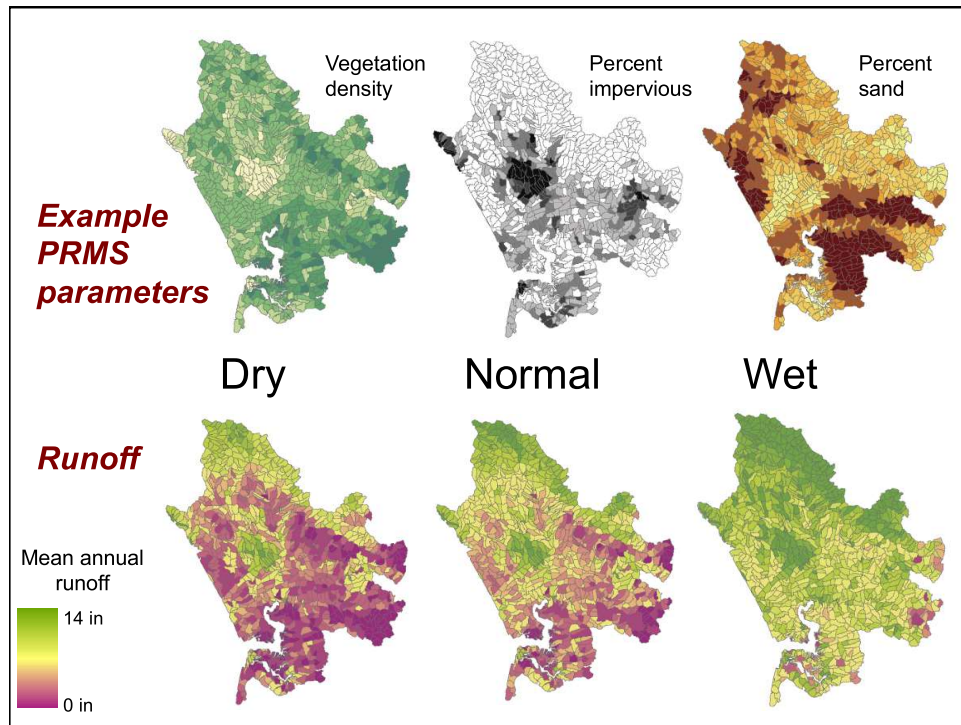 Vegetation
density
Percent
impervious
Percent
sand
Example
PRMS
parameters
Dry
Normal
Wet
Runoff
Mean annual
runoff
14 in
0 in